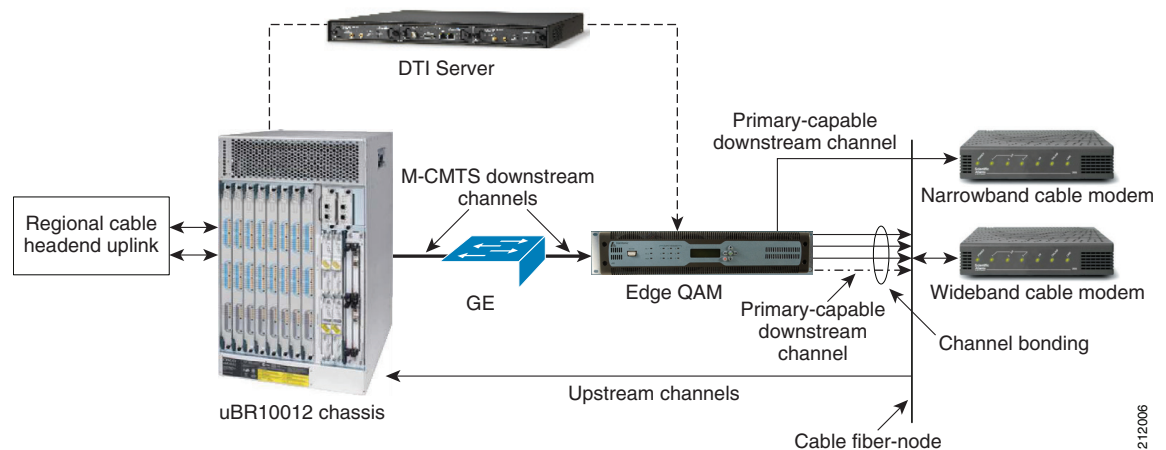 DTI Server
Primary-capable
downstream channel
M-CMTS downstream
channels
Narrowband cable modem
Regional cable
headend uplink
GE
Edge QAM
Wideband cable modem
Primary-capable
downstream
channel
Channel bonding
Upstream channels
uBR10012 chassis
Cable fiber-node
212006